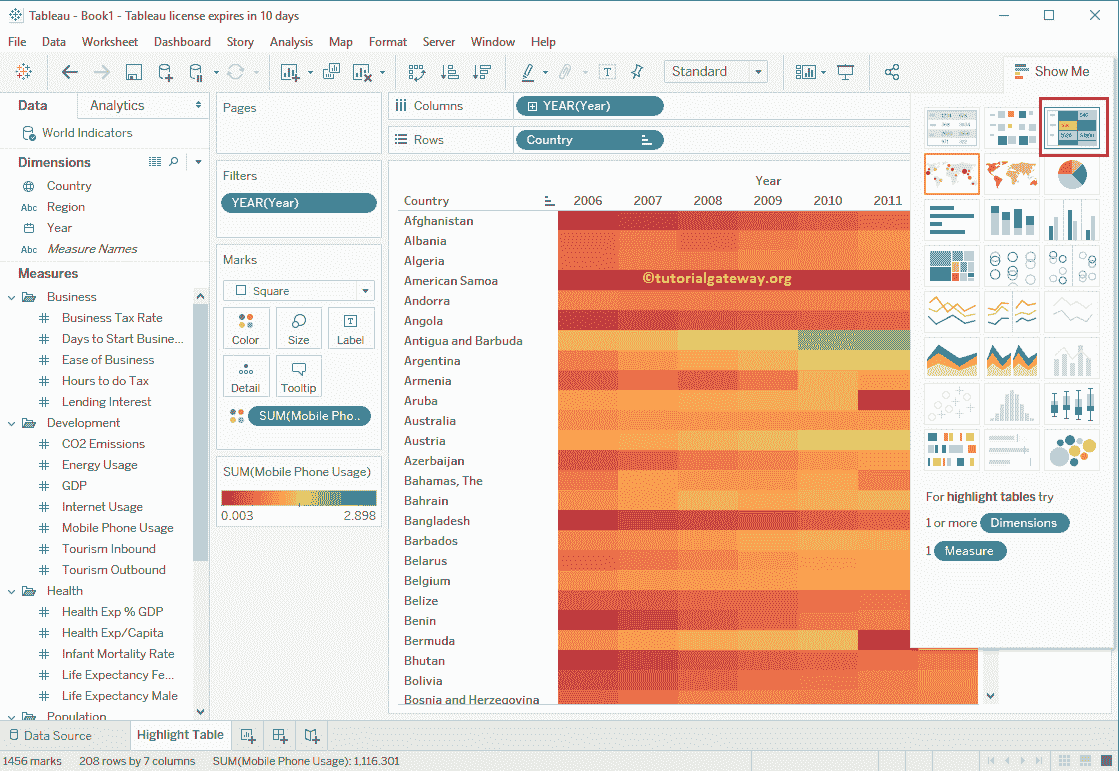 Tableau - Book1 - Tableau license expires in 10 days
File Data Worksheet Dashboard Story Analysis Map Format Server Window Help
Standard
Show Me
Data Analytics
World Indicators
Dimensions
Country
Abc Region
Year
Abc Measure Names
Measures
Business
Business Tax Rate
Days to Start Busine...
Ease of Business
Hours to do Tax
Lending Interest
Development
CO2 Emissions
Energy Usage
GDP
Internet Usage
Mobile Phone Usage
Tourism Inbound
Tourism Outbound
Health
Health Exp % GDP
Health Exp/Capita
Infant Mortality Rate
Life Expectancy Fe...
Life Expectancy Male
Population
Pages
Filters
YEAR(Year)
Marks
Square
Color Size Label
Detail Tooltip
SUM(Mobile Pho..
SUM(Mobile Phone Usage)
0.003 2.898
Columns YEAR(Year)
Rows Country
Year
Country 2006 2007 2008 2009 2010 2011
Afghanistan
Albania
Algeria
American Samoa
©tutorialgateway.org
Andorra
Angola
Antigua and Barbuda
Argentina
Armenia
Aruba
Australia
Austria
Azerbaijan
Bahamas, The
Bahrain
Bangladesh
Barbados
Belarus
Belgium
Belize
Benin
Bermuda
Bhutan
Bolivia
Bosnia and Herzegovina
For highlight tables try
1 or more Dimensions
1 Measure
Data Source Highlight Table
1456 marks 208 rows by 7 columns SUM(Mobile Phone Usage): 1,116.301